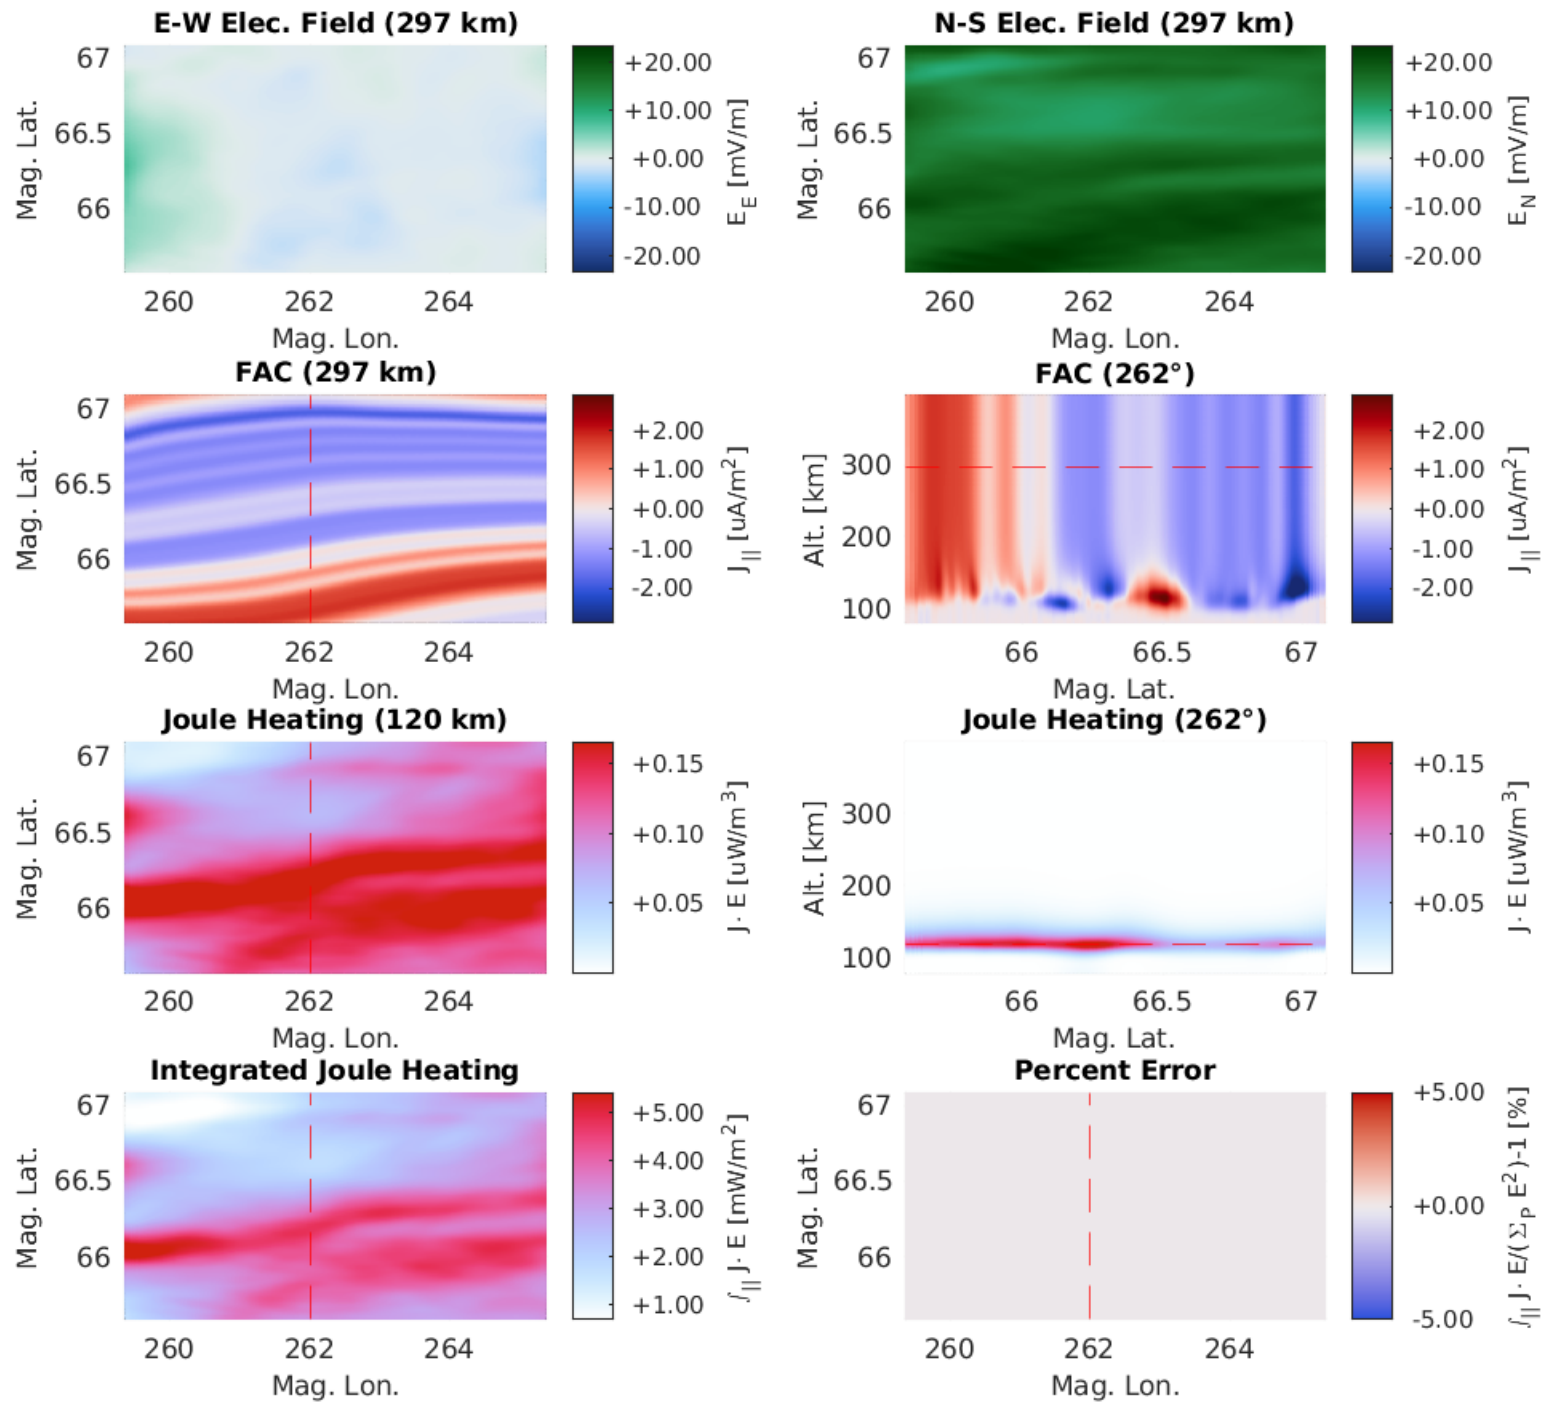 E-W Elec. Field (297 km)
67
66.5
66
Mag. Lat.
260
262
264
Mag. Lon.
+20.00
+10.00
+0.00
-10.00
-20.00
E_E [mV/m]
N-S Elec. Field (297 km)
67
66.5
66
Mag. Lat.
260
262
264
Mag. Lon.
+20.00
+10.00
+0.00
-10.00
-20.00
E_N [mV/m]
FAC (297 km)
67
66.5
66
Mag. Lat.
260
262
264
Mag. Lon.
+2.00
+1.00
+0.00
-1.00
-2.00
J_|| [uA/m²]
FAC (262°)
300
200
100
Alt. [km]
66
66.5
67
Mag. Lat.
+2.00
+1.00
+0.00
-1.00
-2.00
J_|| [uA/m²]
Joule Heating (120 km)
67
66.5
66
Mag. Lat.
260
262
264
Mag. Lon.
+0.15
+0.10
+0.05
J · E [uW/m³]
Joule Heating (262°)
300
200
100
Alt. [km]
66
66.5
67
Mag. Lat.
+0.15
+0.10
+0.05
J · E [uW/m³]
Integrated Joule Heating
67
66.5
66
Mag. Lat.
260
262
264
Mag. Lon.
+5.00
+4.00
+3.00
+2.00
+1.00
∫_|| J · E [mW/m²]
Percent Error
67
66.5
66
Mag. Lat.
260
262
264
Mag. Lon.
+5.00
+0.00
-5.00
∫_|| J · E/(Σ_P E²)-1 [%]